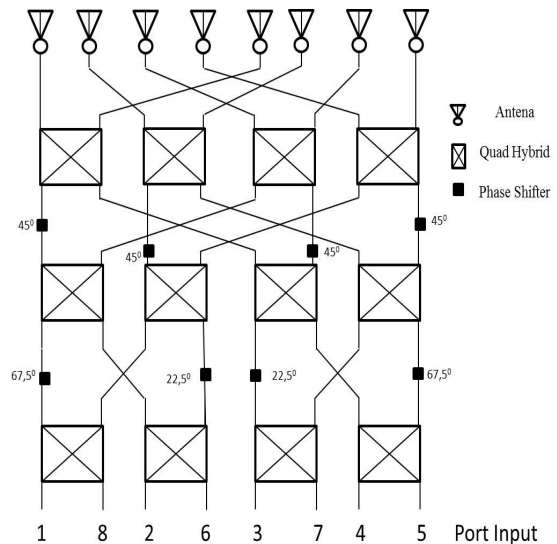 Antena
Quad Hybrid
Phase Shifter
45⁰
45⁰
45⁰
45⁰
67,5⁰
22,5⁰
22,5⁰
67,5⁰
1 8 2 6 3 7 4 5 Port Input